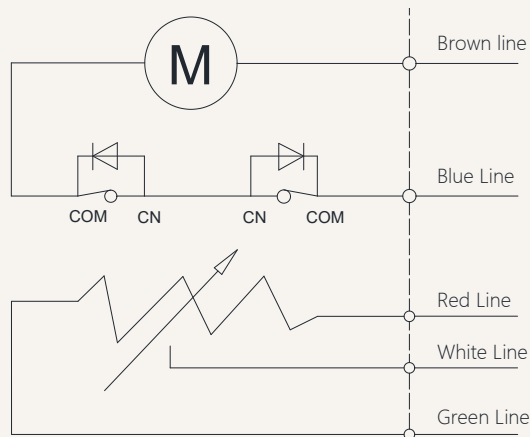 Brown line
M
Blue Line
COM CN CN COM
Red Line
White Line
Green Line